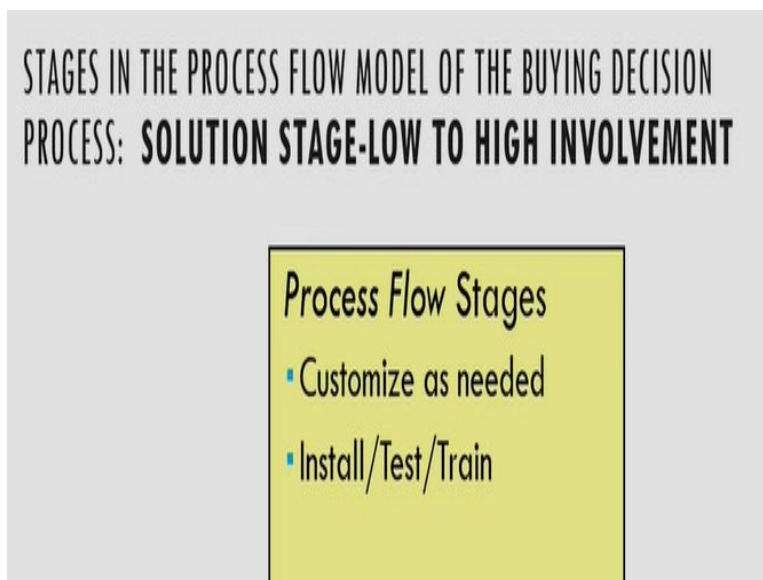 STAGES IN THE PROCESS FLOW MODEL OF THE BUYING DECISION
PROCESS: SOLUTION STAGE-LOW TO HIGH INVOLVEMENT
Process Flow Stages
▪ Customize as needed
▪ Install/Test/Train